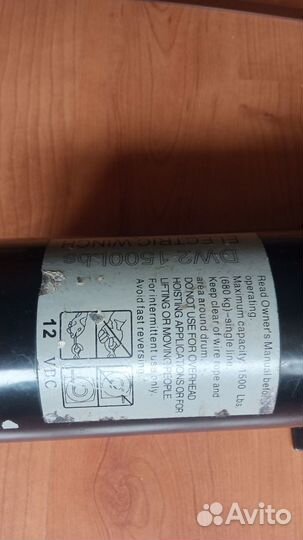 DW2-1500Lbs
ELECTRIC WINCH
Read Owner's Manual before
operating.
Maximum capacity: 1500 Lbs
(680 kg)-single line
Keep clear of wire rope and
area around drum.
DO NOT USE FOR OVERHEAD
HOISTING APPLICATIONS OR FOR
LIFTING OR MOVING PEOPLE.
For intermittent use only.
Avoid fast reversing
12 VDC
Avito